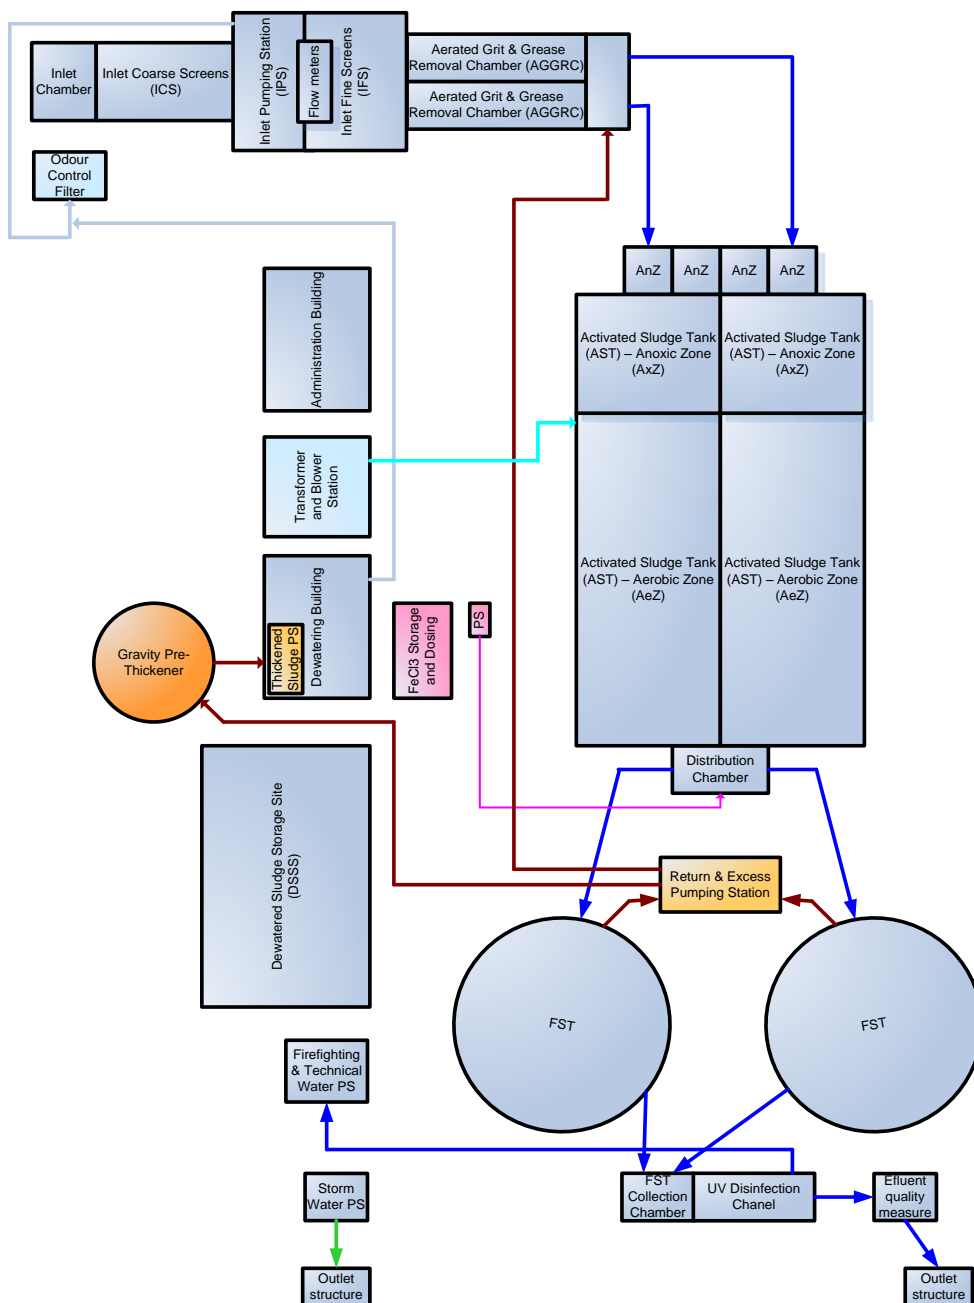 Inlet
Chamber
Inlet Coarse Screens
(ICS)
Inlet Pumping Station
(IPS)
Flow meters
Inlet Fine Screens
(IFS)
Aerated Grit & Grease
Removal Chamber (AGGRC)
Aerated Grit & Grease
Removal Chamber (AGGRC)
Odour
Control
Filter
AnZ
AnZ
AnZ
AnZ
Administration Building
Activated Sludge Tank
(AST) – Anoxic Zone
(AxZ)
Activated Sludge Tank
(AST) – Anoxic Zone
(AxZ)
Transformer
and Blower
Station
Activated Sludge Tank
(AST) – Aerobic Zone
(AeZ)
Activated Sludge Tank
(AST) – Aerobic Zone
(AeZ)
Gravity Pre-
Thickener
Thickened
Sludge PS
Dewatering Building
FeCl3 Storage
and Dosing
PS
Distribution
Chamber
Dewatered Sludge Storage Site
(DSSS)
Return & Excess
Pumping Station
FST
FST
Firefighting
& Technical
Water PS
Storm
Water PS
FST
Collection
Chamber
UV Disinfection
Chanel
Efluent
quality
measure
Outlet
structure
Outlet
structure